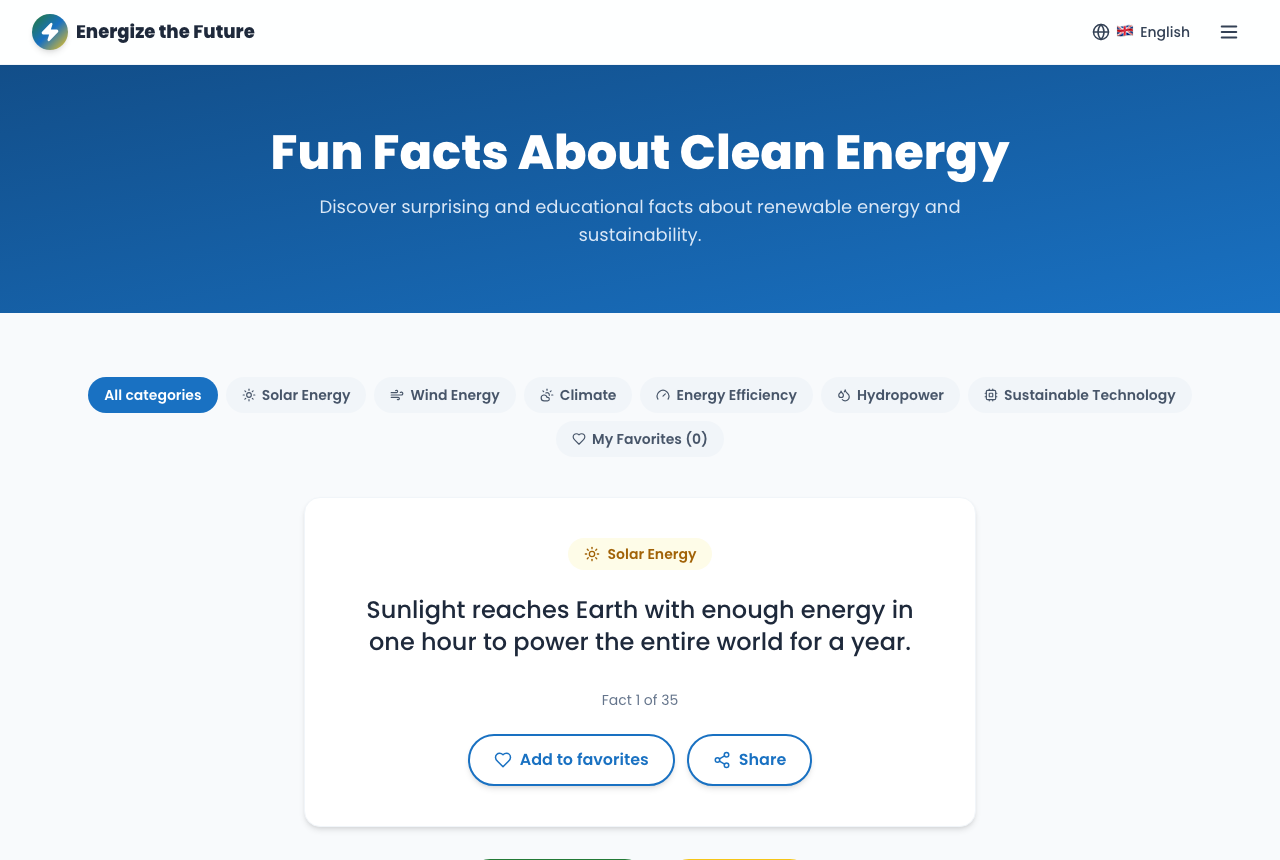 Energize the Future
English
Fun Facts About Clean Energy
Discover surprising and educational facts about renewable energy and
sustainability.
All categories
Solar Energy
Wind Energy
Climate
Energy Efficiency
Hydropower
Sustainable Technology
My Favorites (0)
Solar Energy
Sunlight reaches Earth with enough energy in
one hour to power the entire world for a year.
Fact 1 of 35
Add to favorites
Share